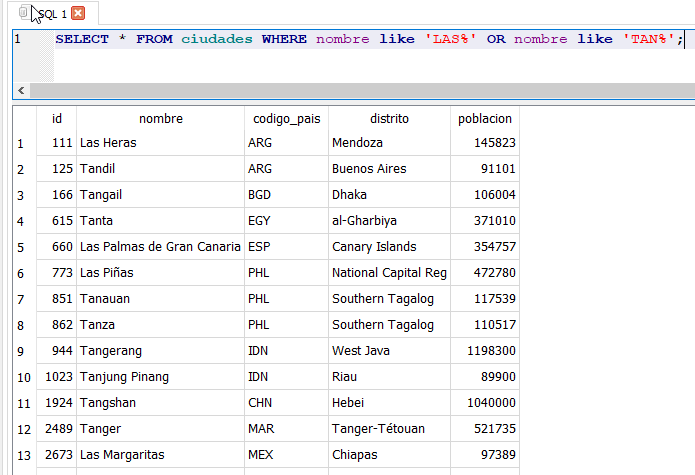 SQL 1
1 SELECT * FROM ciudades WHERE nombre like 'LAS%' OR nombre like 'TAN%';
id nombre codigo_pais distrito poblacion
1 111 Las Heras ARG Mendoza 145823
2 125 Tandil ARG Buenos Aires 91101
3 166 Tangail BGD Dhaka 106004
4 615 Tanta EGY al-Gharbiya 371010
5 660 Las Palmas de Gran Canaria ESP Canary Islands 354757
6 773 Las Piñas PHL National Capital Reg 472780
7 851 Tanauan PHL Southern Tagalog 117539
8 862 Tanza PHL Southern Tagalog 110517
9 944 Tangerang IDN West Java 1198300
10 1023 Tanjung Pinang IDN Riau 89900
11 1924 Tangshan CHN Hebei 1040000
12 2489 Tanger MAR Tanger-Tétouan 521735
13 2673 Las Margaritas MEX Chiapas 97389